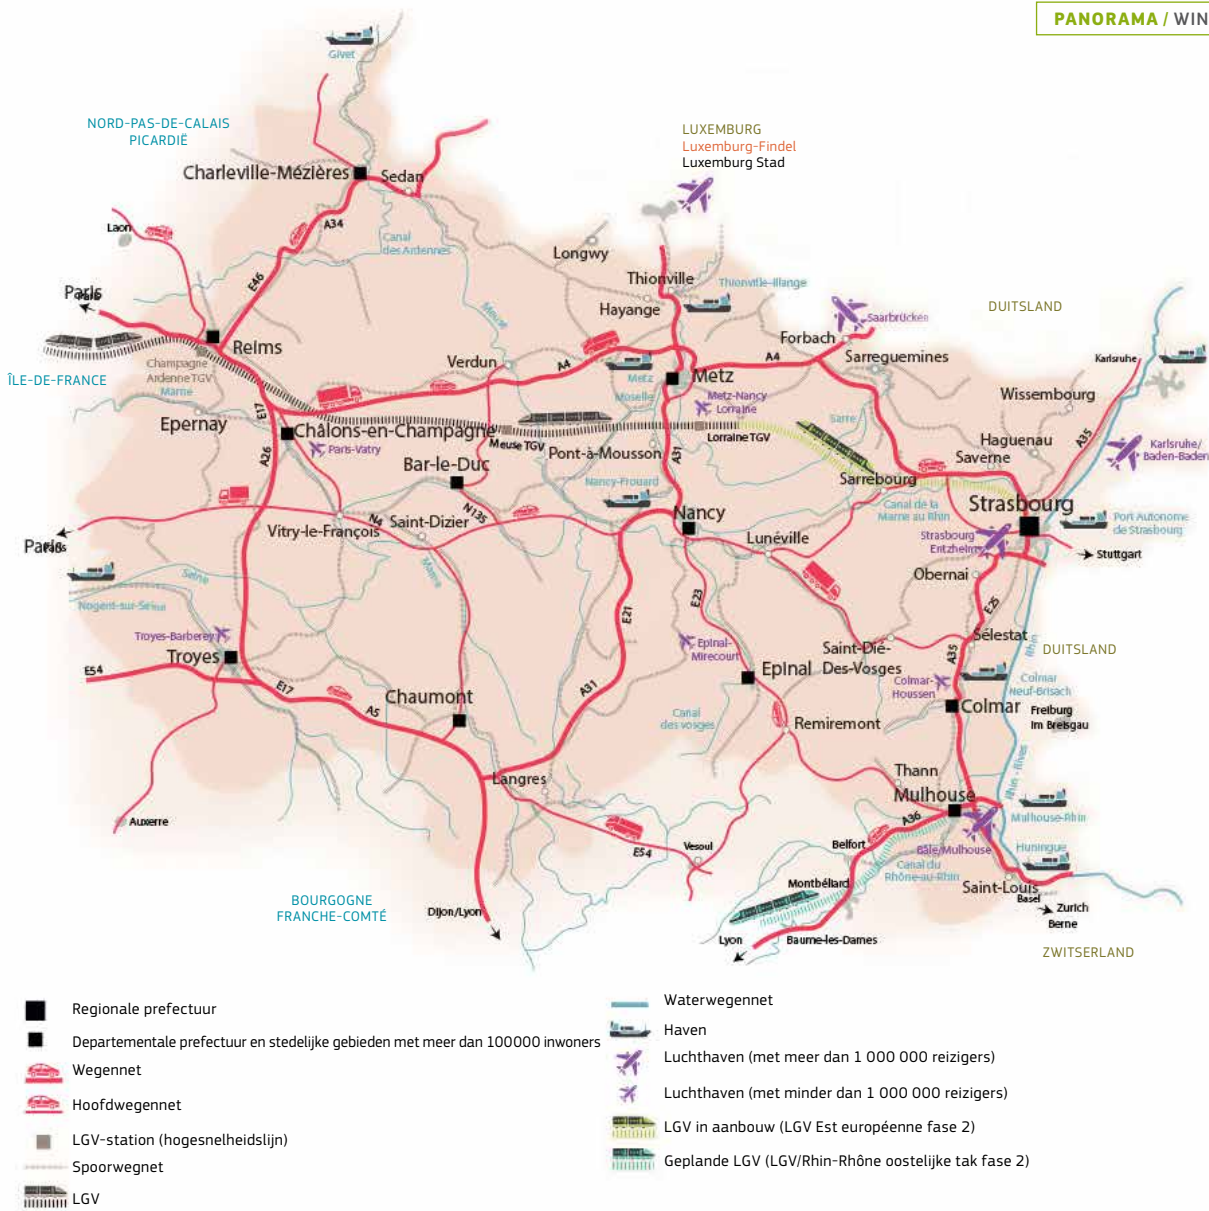 PANORAMA / WIN
Givet
NORD-PAS-DE-CALAIS
PICARDIË
LUXEMBURG
Luxemburg-Findel
Luxemburg Stad
Charleville-Mézières
Sedan
Laon
A34
Canal
des Ardennes
Longwy
E46
Thionville
Thionville-Illange
Paris
Hayange
Meuse
DUITSLAND
Saarbrücken
Forbach
Reims
Verdun
A4
A4
Sarreguemines
Karlsruhe
Champagne
Ardenne TGV
Marne
ÎLE-DE-FRANCE
Metz
Metz
Moselle
Metz-Nancy
Lorraine
Wissembourg
E17
Epernay
Châlons-en-Champagne
Meuse TGV
Lorraine TGV
Sarre
Haguenau
A35
Paris-Vatry
Pont-à-Mousson
A31
Saverne
Karlsruhe/
Baden-Baden
A26
Bar-le-Duc
Nancy-Frouard
Sarrebourg
Canal de la
Marne au Rhin
Strasbourg
N135
N4
Saint-Dizier
Vitry-le-François
Nancy
Lunéville
Strasbourg
Entzheim
Port Autonome
de Strasbourg
Paris
Paris
Stuttgart
Marne
Seine
Obernai
Nogent-sur-Seine
E21
E23
E25
Troyes-Barberey
Troyes
Epinal-
Mirecourt
Saint-Dié-
Des-Vosges
Sélestat
Rhin
DUITSLAND
A35
E54
E17
A5
Chaumont
A31
Epinal
Colmar-
Houssen
Colmar
Neuf-Brisach
Colmar
Freiburg
Im Breisgau
Canal
des vosges
Remiremont
Langres
Thann
Rhin - Rives
Mulhouse
Auxerre
A36
Mulhouse-Rhin
E54
Vesoul
Belfort
Bâle/Mulhouse
Huningue
Canal du
Rhône-au-Rhin
Montbéliard
Saint-Louis
Basel
Zurich
Berne
BOURGOGNE
FRANCHE-COMTÉ
Dijon/Lyon
Lyon
Baume-les-Dames
ZWITSERLAND
Regionale prefectuur
Departementale prefectuur en stedelijke gebieden met meer dan 100000 inwoners
Wegennet
Hoofdwegennet
LGV-station (hogesnelheidslijn)
Spoorwegnet
LGV
Waterwegennet
Haven
Luchthaven (met meer dan 1 000 000 reizigers)
Luchthaven (met minder dan 1 000 000 reizigers)
LGV in aanbouw (LGV Est européenne fase 2)
Geplande LGV (LGV/Rhin-Rhône oostelijke tak fase 2)